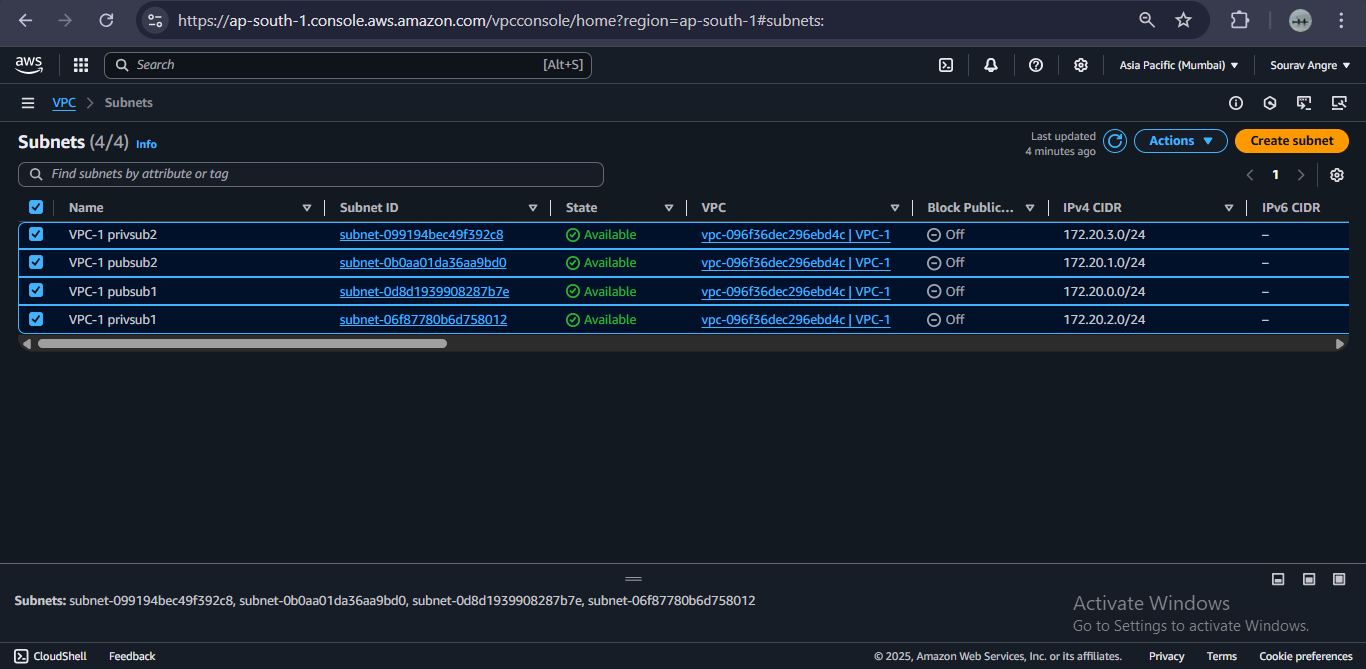 https://ap-south-1.console.aws.amazon.com/vpcconsole/home?region=ap-south-1#subnets:
aws Search [Alt+S] Asia Pacific (Mumbai) Sourav Angre
VPC Subnets
Subnets (4/4) Info
Last updated
4 minutes ago
Actions Create subnet
Find subnets by attribute or tag
1
Name Subnet ID State VPC Block Public... IPv4 CIDR IPv6 CIDR
VPC-1 privsub2 subnet-099194bec49f392c8 Available vpc-096f36dec296ebd4c | VPC-1 Off 172.20.3.0/24 –
VPC-1 pubsub2 subnet-0b0aa01da36aa9bd0 Available vpc-096f36dec296ebd4c | VPC-1 Off 172.20.1.0/24 –
VPC-1 pubsub1 subnet-0d8d1939908287b7e Available vpc-096f36dec296ebd4c | VPC-1 Off 172.20.0.0/24 –
VPC-1 privsub1 subnet-06f87780b6d758012 Available vpc-096f36dec296ebd4c | VPC-1 Off 172.20.2.0/24 –
Subnets: subnet-099194bec49f392c8, subnet-0b0aa01da36aa9bd0, subnet-0d8d1939908287b7e, subnet-06f87780b6d758012
Activate Windows
Go to Settings to activate Windows.
CloudShell Feedback © 2025, Amazon Web Services, Inc. or its affiliates. Privacy Terms Cookie preferences